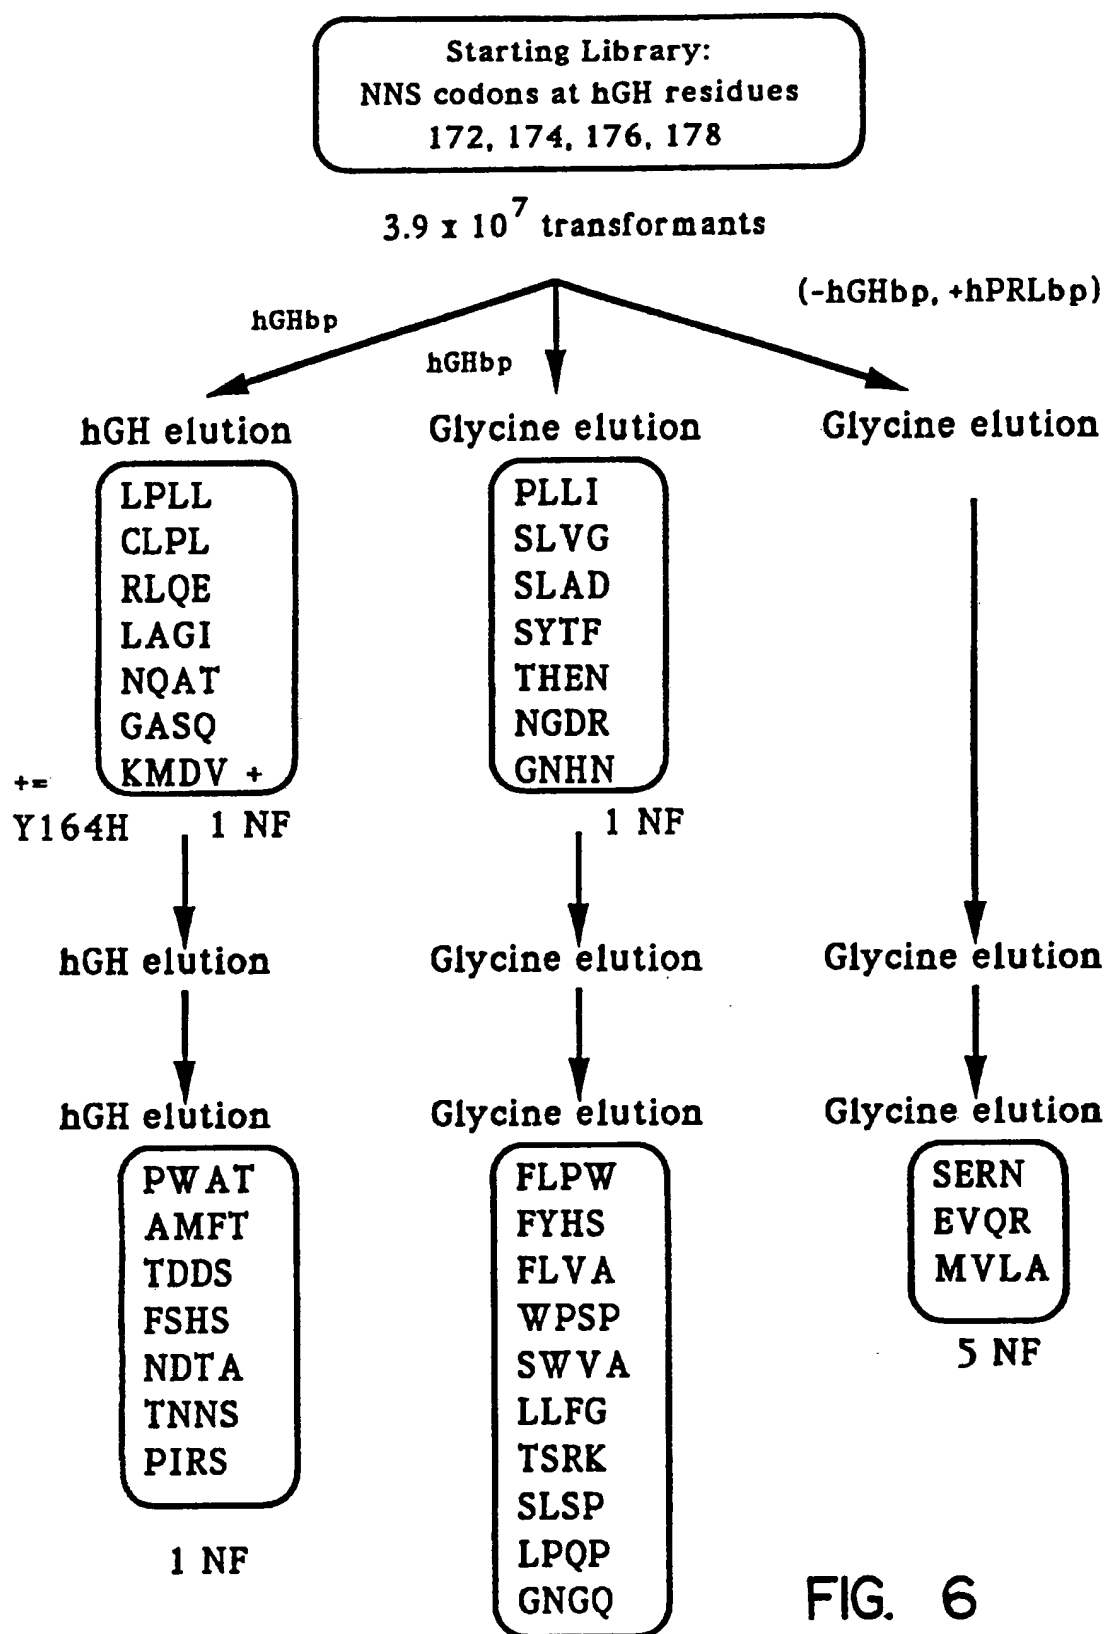 Starting Library:
NNS codons at hGH residues
172, 174, 176, 178
3.9 x 10^7 transformants
(-hGHbp, +hPRLbp)
hGHbp
hGHbp
hGH elution
Glycine elution
Glycine elution
LPLL
CLPL
RLQE
LAGI
NQAT
GASQ
KMDV +
+=
Y164H
1 NF
PLLI
SLVG
SLAD
SYTF
THEN
NGDR
GNHN
1 NF
hGH elution
Glycine elution
Glycine elution
hGH elution
Glycine elution
Glycine elution
PWAT
AMFT
TDDS
FSHS
NDTA
TNNS
PIRS
1 NF
FLPW
FYHS
FLVA
WPSP
SWVA
LLFG
TSRK
SLSP
LPQP
GNGQ
SERN
EVQR
MVLA
5 NF
FIG. 6